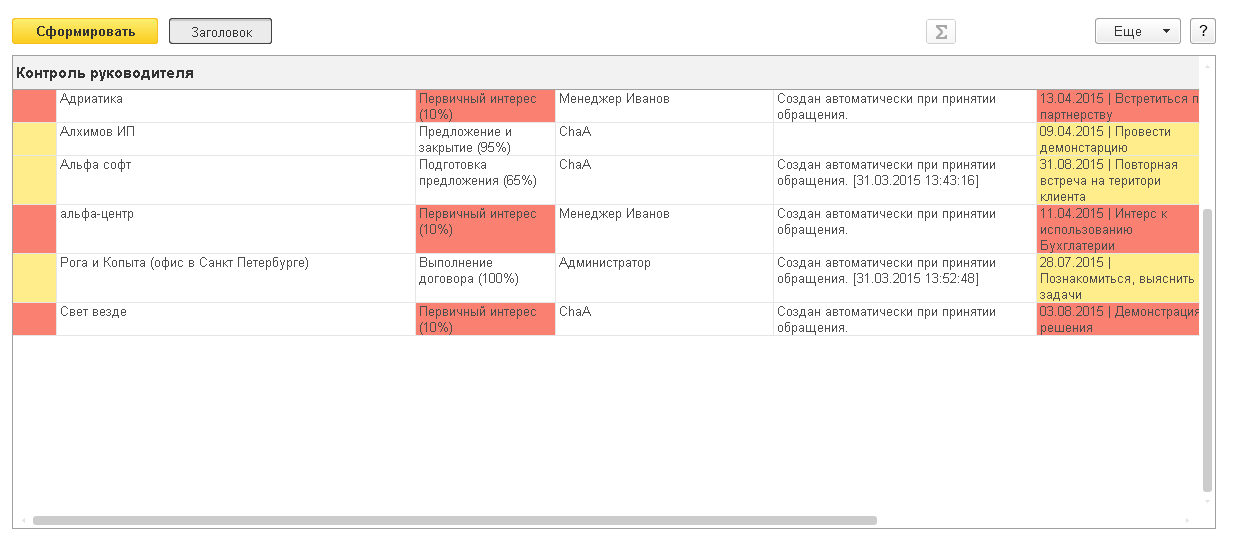 Сформировать Заголовок Σ Еще ?
Контроль руководителя
Адриатика Первичный интерес Менеджер Иванов Создан автоматически при принятии 13.04.2015 | Встретиться п
(10%) обращения. партнерству
Алхимов ИП Предложение и ChaA 09.04.2015 | Провести
закрытие (95%) демонстарцию
Альфа софт Подготовка ChaA Создан автоматически при принятии 31.08.2015 | Повторная
предложения (65%) обращения. [31.03.2015 13:43:16] встреча на територи
клиента
альфа-центр Первичный интерес Менеджер Иванов Создан автоматически при принятии 11.04.2015 | Интерс к
(10%) обращения. использованию
Бухглатерии
Рога и Копыта (офис в Санкт Петербурге) Выполнение Администратор Создан автоматически при принятии 28.07.2015 |
договора (100%) обращения. [31.03.2015 13:52:48] Познакомиться, выяснить
задачи
Свет везде Первичный интерес ChaA Создан автоматически при принятии 03.08.2015 | Демонстрация
(10%) обращения. решения